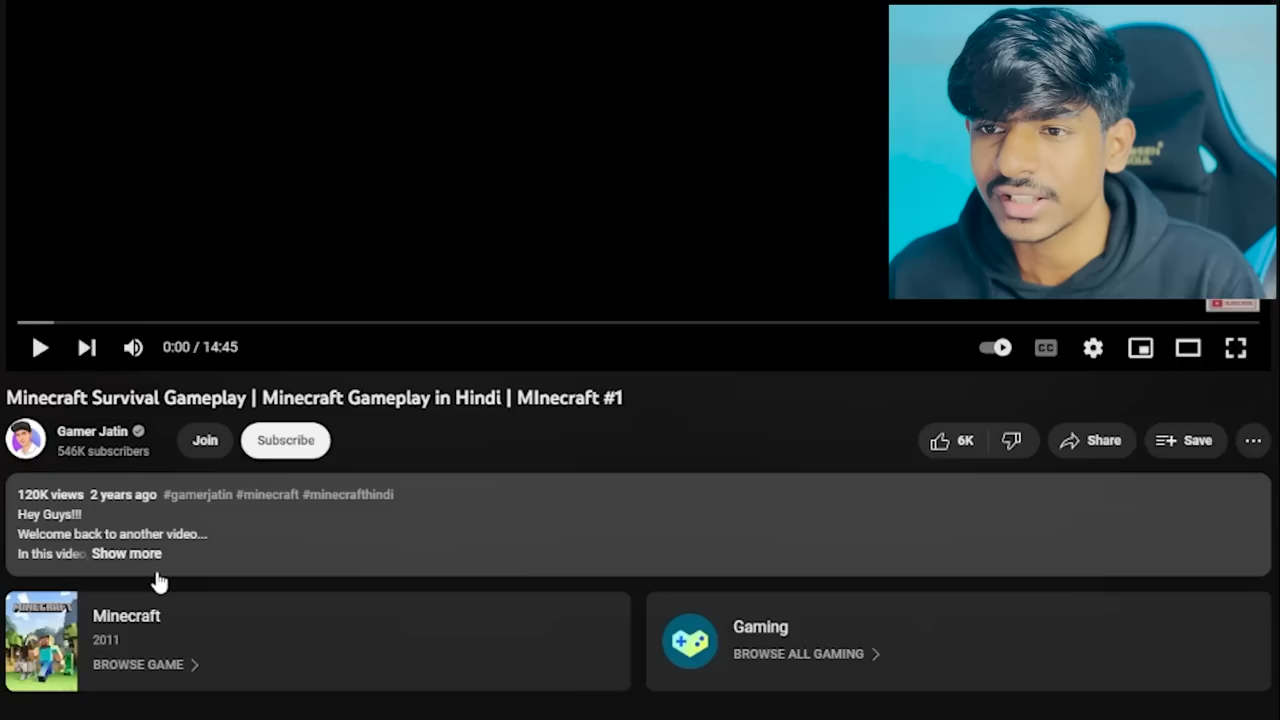 0:00 / 14:45
CC
Minecraft Survival Gameplay | Minecraft Gameplay in Hindi | MInecraft #1
Gamer Jatin
546K subscribers
Join
Subscribe
6K
Share
Save
120K views 2 years ago #gamerjatin #minecraft #minecrafthindi
Hey Guys!!!
Welcome back to another video...
In this video Show more
MINECRAFT
Minecraft
2011
BROWSE GAME
Gaming
BROWSE ALL GAMING